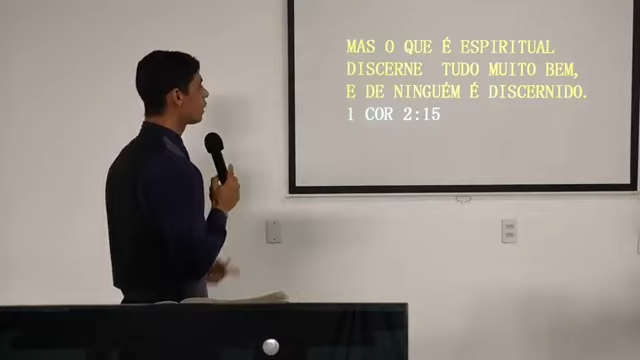 MAS O QUE É ESPIRITUAL
DISCERNE TUDO MUITO BEM,
E DE NINGUÉM É DISCERNIDO.
1 COR 2:15